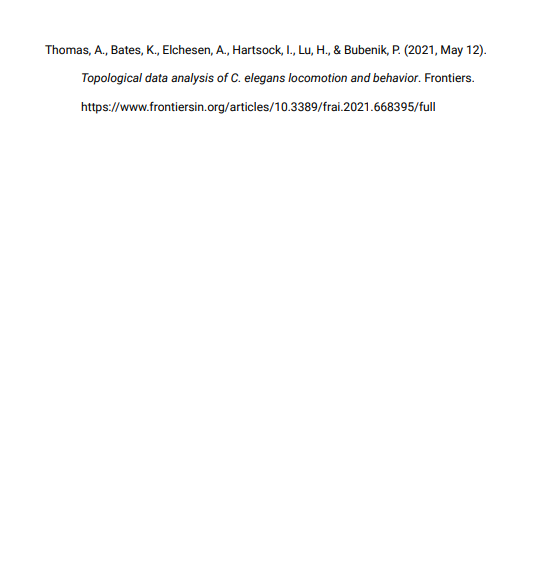 Thomas, A., Bates, K., Elchesen, A., Hartsock, I., Lu, H., & Bubenik, P. (2021, May 12).
Topological data analysis of C. elegans locomotion and behavior. Frontiers.
https://www.frontiersin.org/articles/10.3389/frai.2021.668395/full